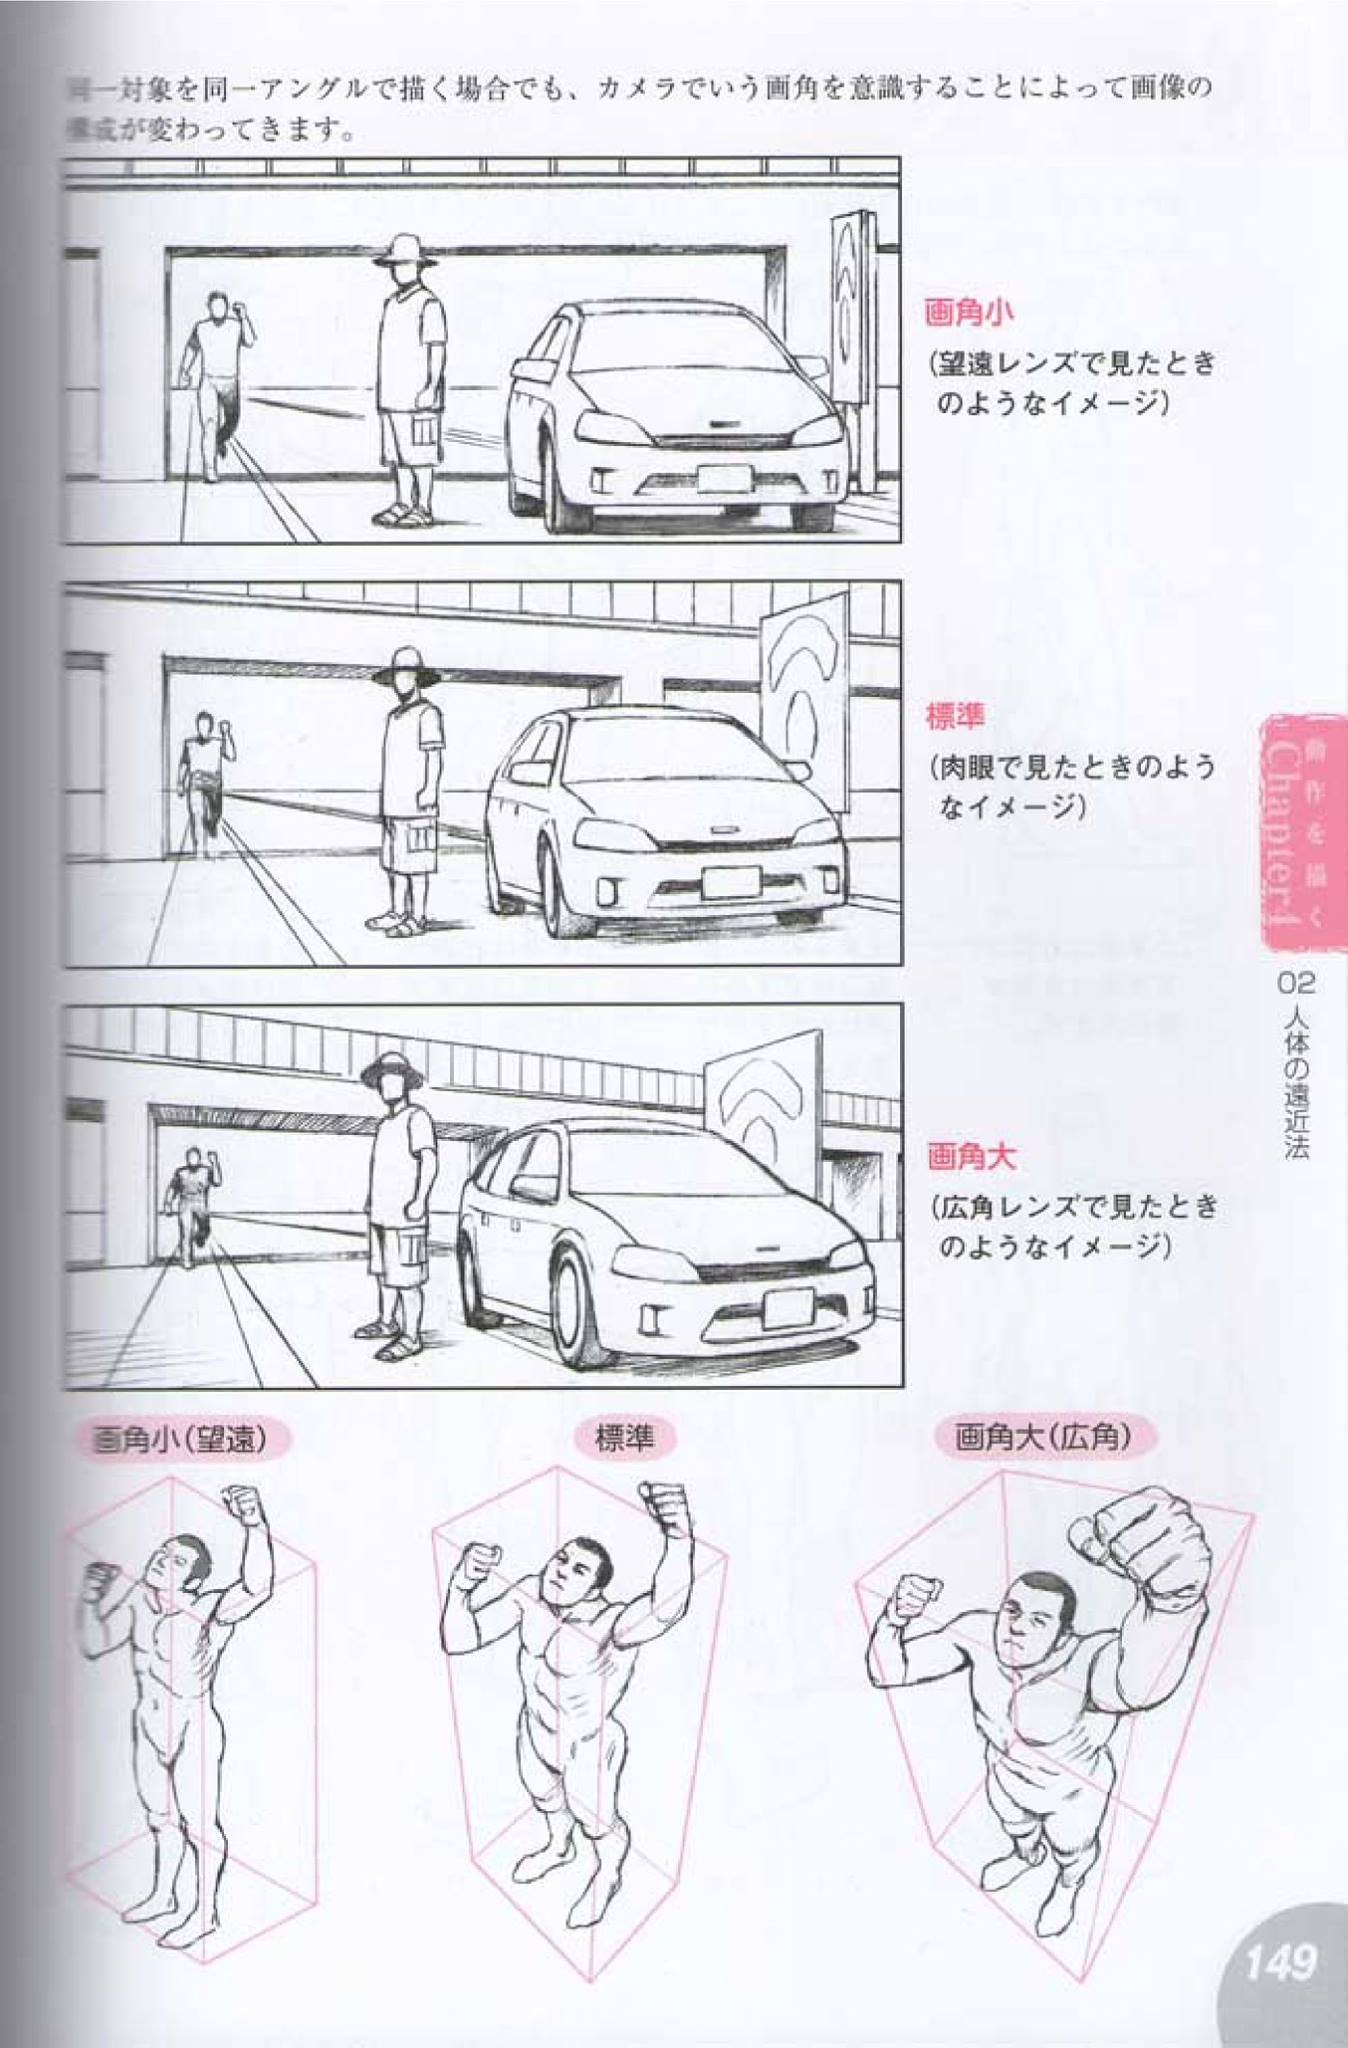 同一対象を同一アングルで描く場合でも、カメラでいう画角を意識することによって画像の
構成が変わってきます。
画角小
(望遠レンズで見たとき
のようなイメージ)
標準
(肉眼で見たときのよう
なイメージ)
画角大
(広角レンズで見たとき
のようなイメージ)
動作を描く
Chapter4
02 人体の遠近法
画角小(望遠)
標準
画角大(広角)
149